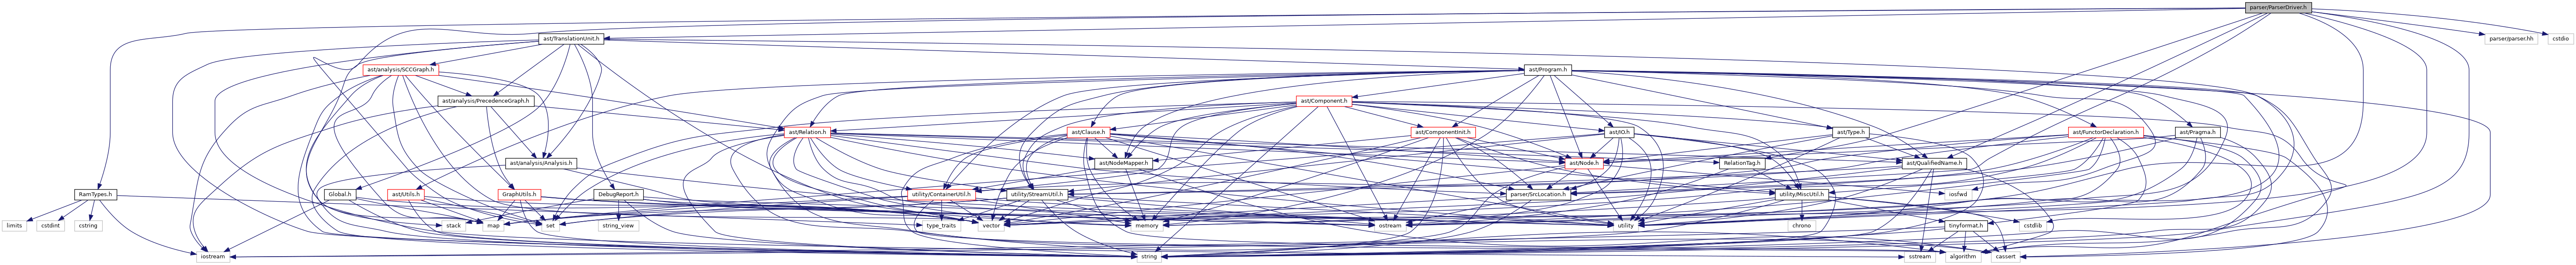 parser/ParserDriver.h
ast/TranslationUnit.h
parser/parser.hh
cstdio
ast/analysis/SCCGraph.h
ast/Program.h
ast/analysis/PrecedenceGraph.h
ast/Component.h
ast/Relation.h
ast/Clause.h
ast/ComponentInit.h
ast/IO.h
ast/Type.h
ast/FunctorDeclaration.h
ast/Pragma.h
ast/analysis/Analysis.h
ast/NodeMapper.h
ast/Node.h
RelationTag.h
ast/QualifiedName.h
RamTypes.h
Global.h
ast/Utils.h
GraphUtils.h
DebugReport.h
utility/ContainerUtil.h
utility/StreamUtil.h
parser/SrcLocation.h
utility/MiscUtil.h
iosfwd
limits
cstdint
cstring
stack
map
set
string_view
type_traits
vector
memory
ostream
utility
chrono
tinyformat.h
cstdlib
iostream
string
sstream
algorithm
cassert